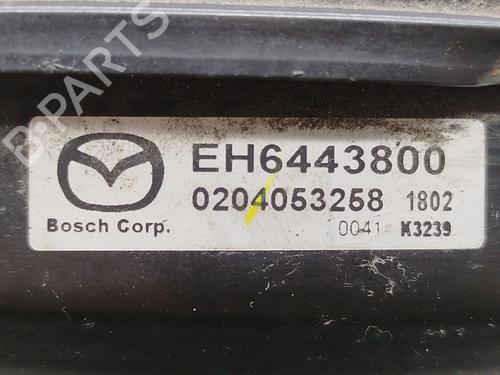 B-PARTS
EH6443800
0204053258 1802
Bosch Corp. 0041 K3239